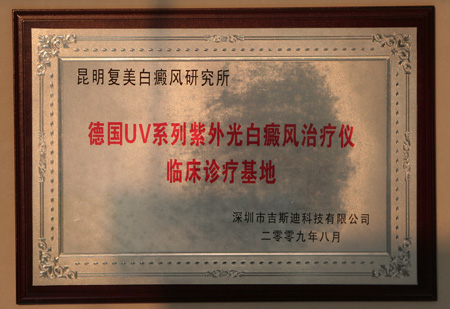 昆明复美白癜风研究所
德国UV系列紫外光白癜风治疗仪
临床诊疗基地
深圳市吉斯迪科技有限公司
二零零九年八月